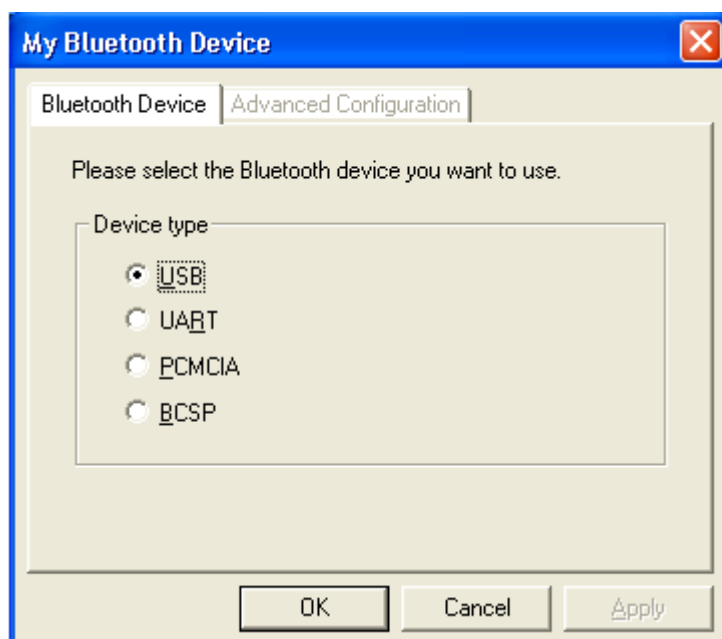 My Bluetooth Device
Bluetooth Device Advanced Configuration
Please select the Bluetooth device you want to use.
Device type
USB
UART
PCMCIA
BCSP
OK Cancel Apply